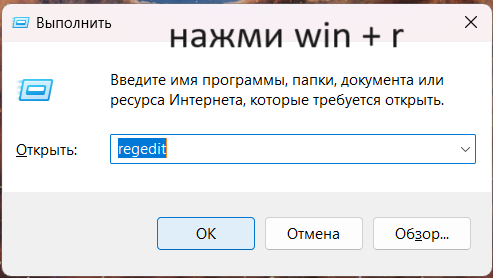 Выполнить
нажми win + r
Введите имя программы, папки, документа или
ресурса Интернета, которые требуется открыть.
Открыть:
regedit
OK
Отмена
Обзор...